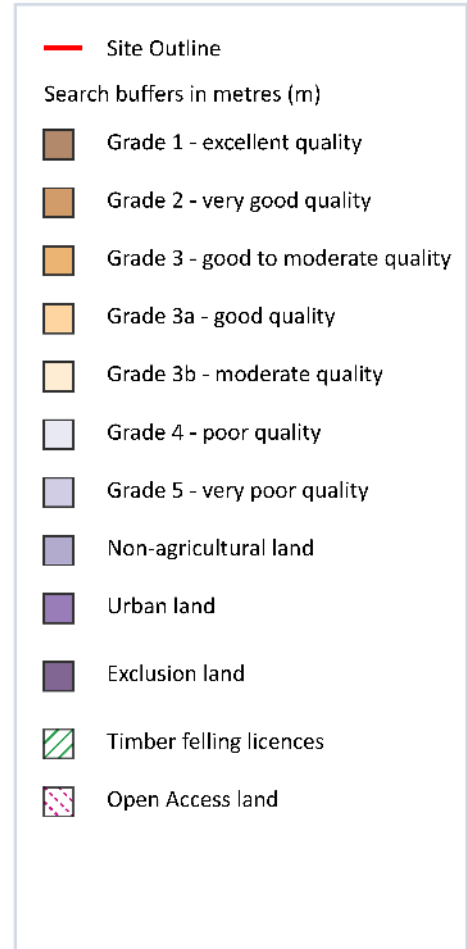 Site Outline
Search buffers in metres (m)
Grade 1 - excellent quality
Grade 2 - very good quality
Grade 3 - good to moderate quality
Grade 3a - good quality
Grade 3b - moderate quality
Grade 4 - poor quality
Grade 5 - very poor quality
Non-agricultural land
Urban land
Exclusion land
Timber felling licences
Open Access land